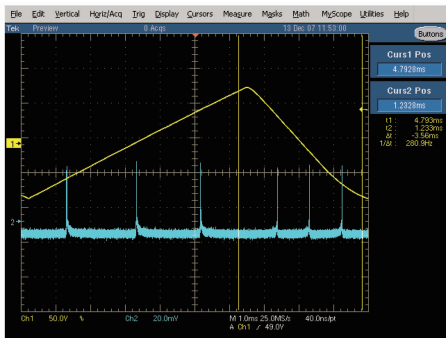 File Edit Vertical Horiz/Acq Trig Display Cursors Measure Masks Math MyScope Utilities Help
Tek Preview 0 Acqs 13 Dec 07 11:53:00
Buttons
Curs1 Pos
4.7928ms
Curs2 Pos
1.2328ms
t1 : 4.793ms
t2 : 1.233ms
Δt : -3.56ms
1/Δt : 280.9Hz
1
2
Ch1 50.0V Ch2 20.0mV M 1.0ms 25.0MS/s 40.0ns/pt
A Ch1 49.0V